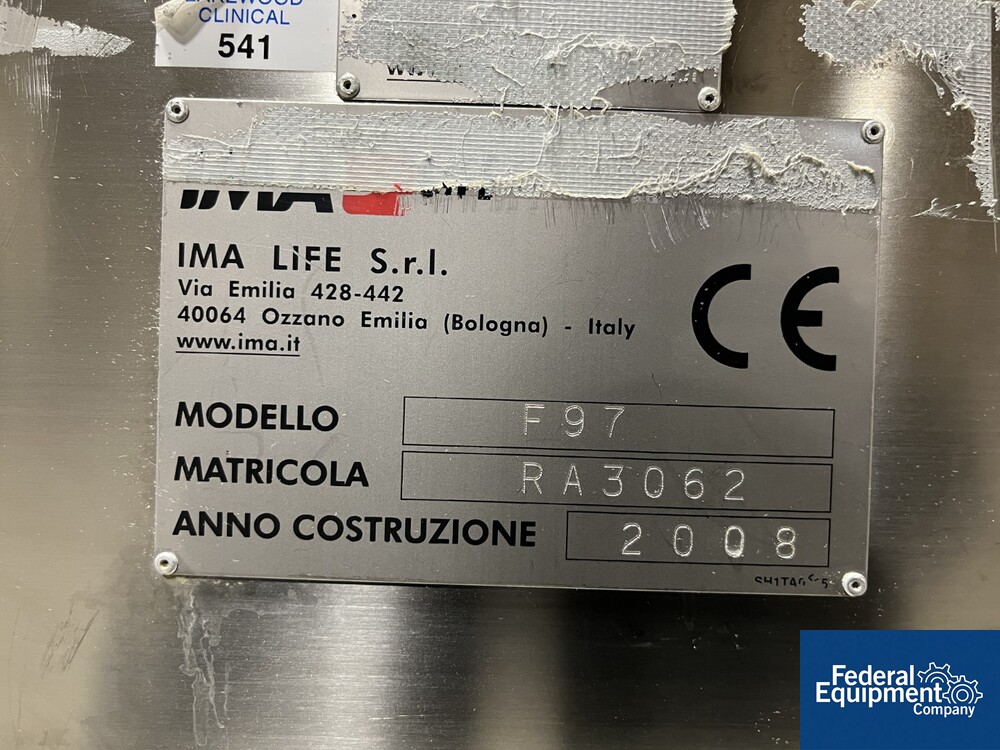 CLINICAL
541
IMA
IMA LiFE S.r.l.
Via Emilia 428-442
40064 Ozzano Emilia (Bologna) - Italy
www.ima.it
CE
MODELLO F97
MATRICOLA RA3062
ANNO COSTRUZIONE 2008
Federal
Equipment
Company